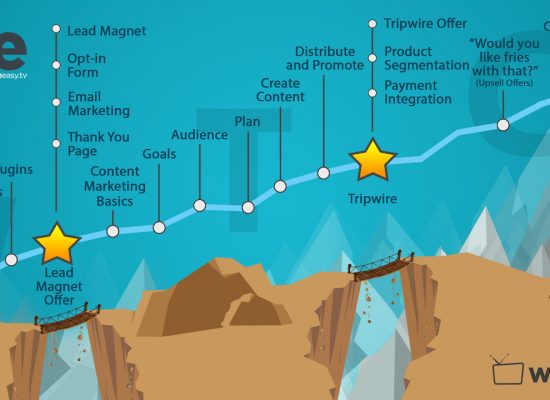 e
easy.tv
Lead Magnet
Opt-in
Form
Email
Marketing
Thank You
Page
Lead
Magnet
Offer
Content
Marketing
Basics
Goals
Audience
Plan
Create
Content
Distribute
and Promote
Tripwire Offer
Product
Segmentation
Payment
Integration
Tripwire
“Would you
like fries
with that?”
(Upsell Offers)
T